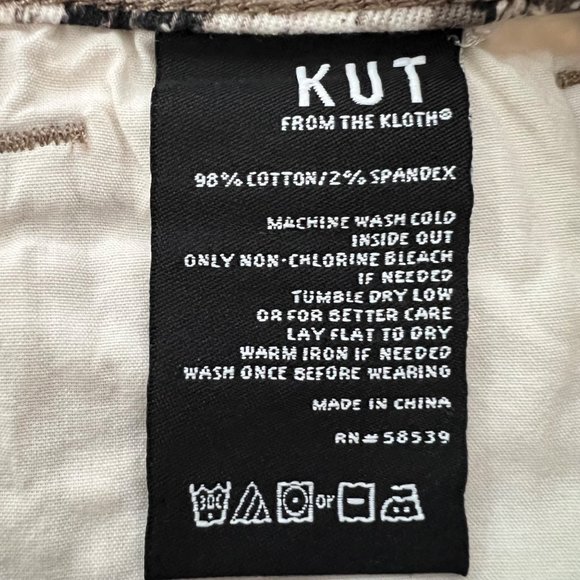 KUT
FROM THE KLOTH®
98% COTTON/2% SPANDEX
MACHINE WASH COLD
INSIDE OUT
ONLY NON-CHLORINE BLEACH
IF NEEDED
TUMBLE DRY LOW
OR FOR BETTER CARE
LAY FLAT TO DRY
WARM IRON IF NEEDED
WASH ONCE BEFORE WEARING
MADE IN CHINA
RN#58539
30C or